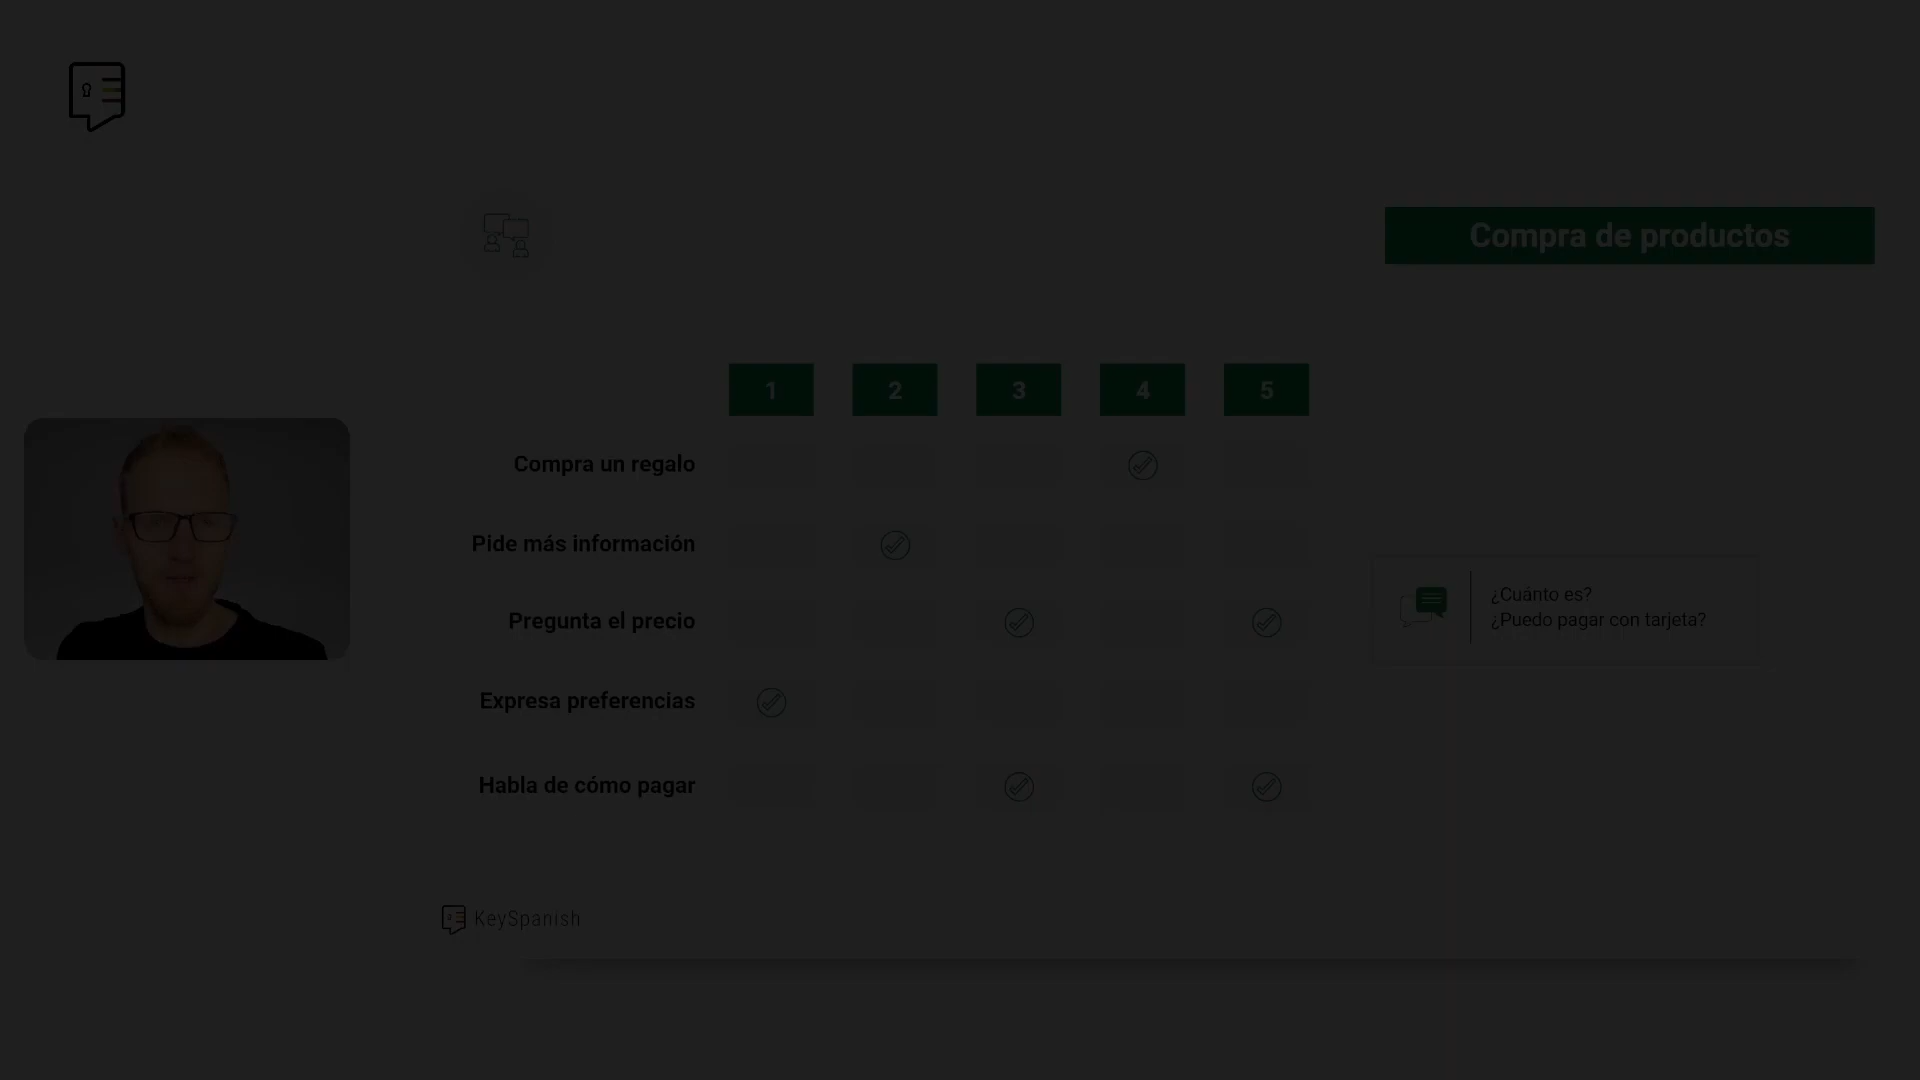 Compra de productos
1 2 3 4 5
Compra un regalo
Pide más información
Pregunta el precio
Expresa preferencias
Habla de cómo pagar
¿Cuánto es?
¿Puedo pagar con tarjeta?
KeySpanish